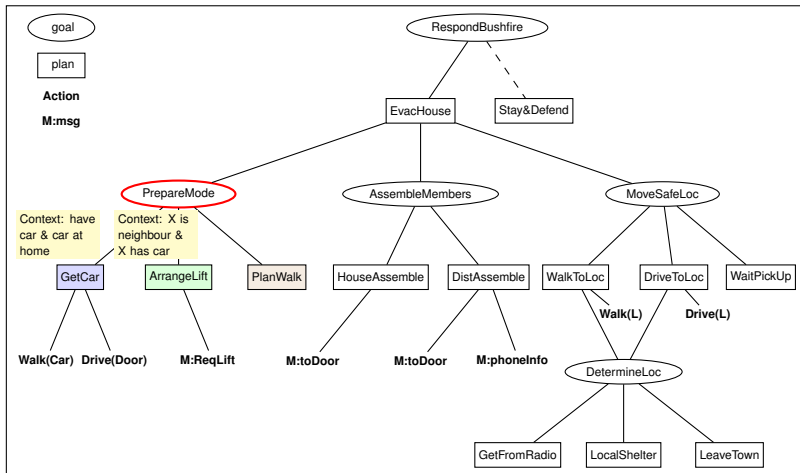 goal
RespondBushfire
plan
Action
M:msg
EvacHouse
Stay&Defend
PrepareMode
AssembleMembers
MoveSafeLoc
Context: have
car & car at
home
Context: X is
neighbour &
X has car
GetCar
ArrangeLift
PlanWalk
HouseAssemble
DistAssemble
WalkToLoc
DriveToLoc
WaitPickUp
Walk(L)
Drive(L)
Walk(Car)
Drive(Door)
M:ReqLift
M:toDoor
M:toDoor
M:phoneInfo
DetermineLoc
GetFromRadio
LocalShelter
LeaveTown